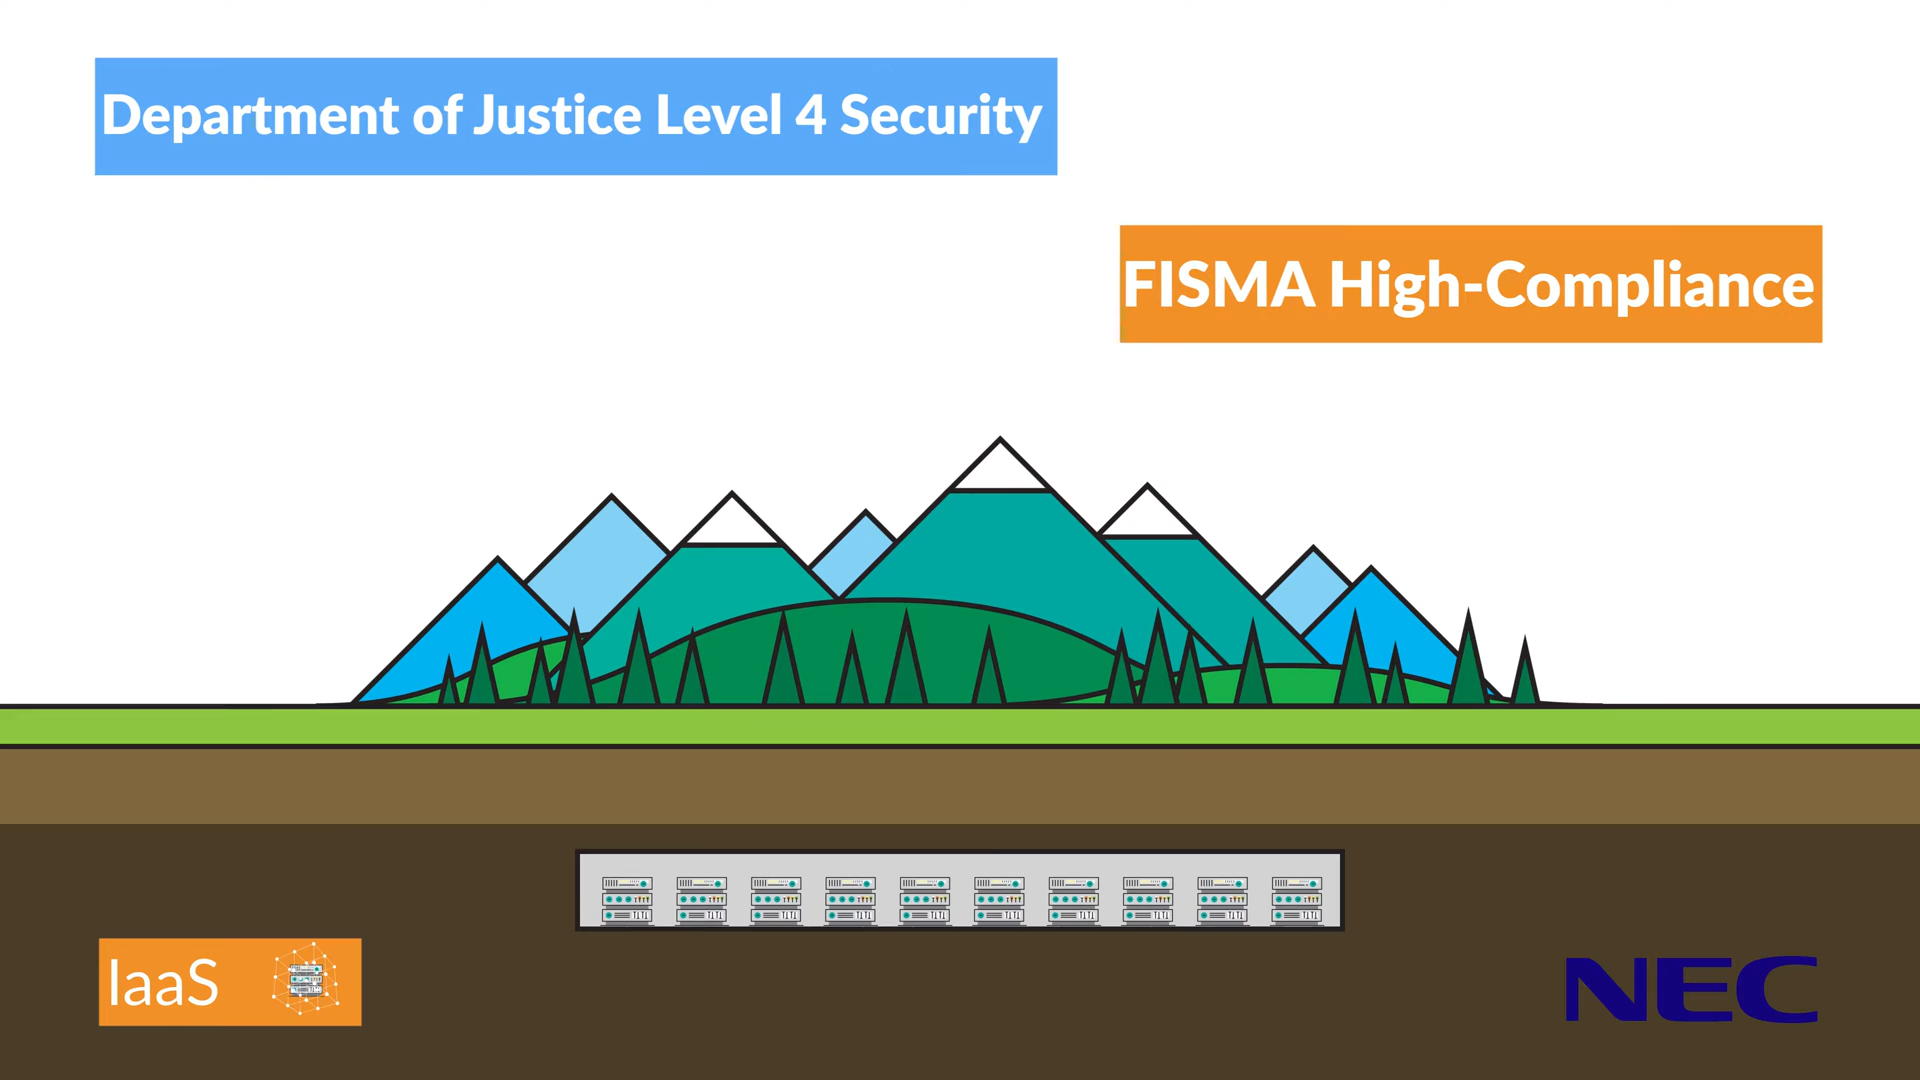 Department of Justice Level 4 Security
FISMA High-Compliance
IaaS
NEC